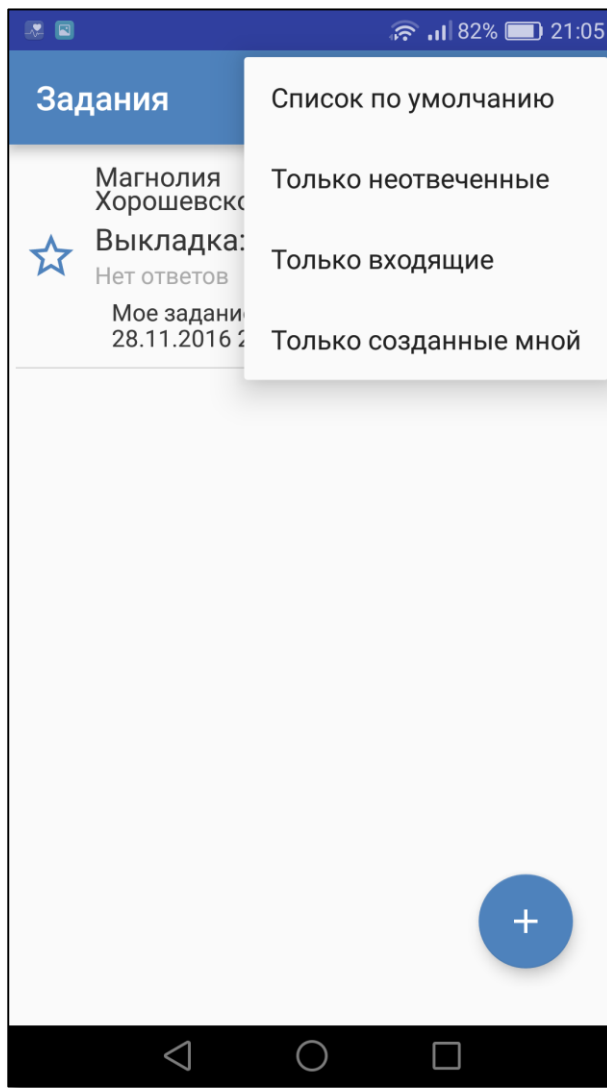 82% 21:05
Задания
Список по умолчанию
Только неотвеченные
Только входящие
Только созданные мной
Магнолия
Хорошевско
Выкладка:
Нет ответов
Мое задани
28.11.2016 2